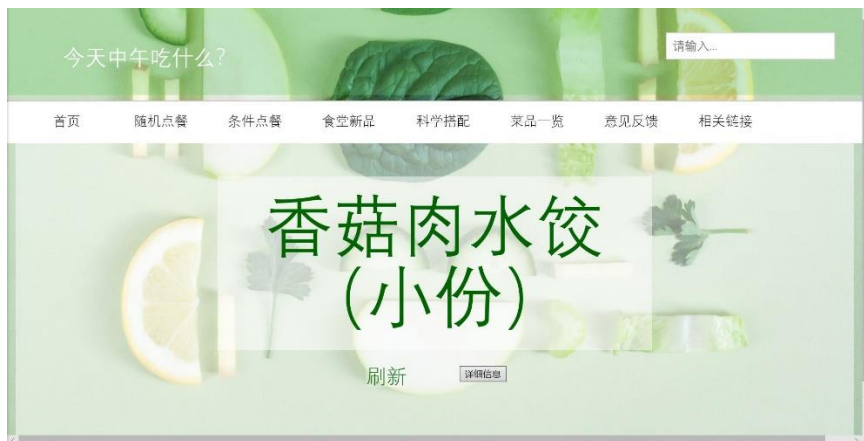 今天中午吃什么?
请输入...
首页 随机点餐 条件点餐 食堂新品 科学搭配 菜品一览 意见反馈 相关链接
香菇肉水饺
(小份)
刷新 详细信息